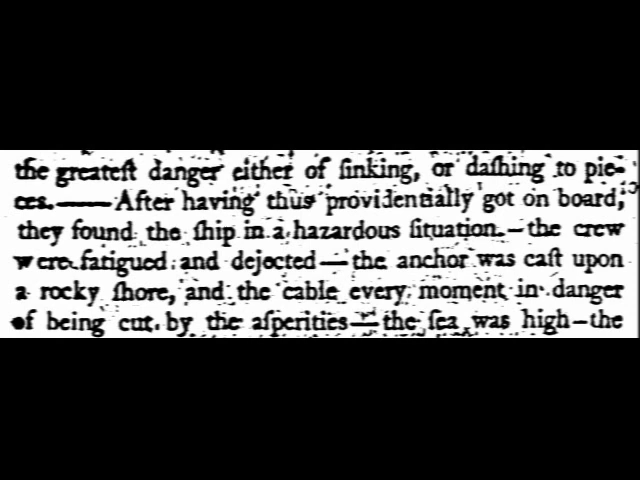 the greateſt danger either of ſinking, or daſhing to pie-
ces.——After having thus providentially got on board,
they found the ſhip in a hazardous ſituation.—the crew
were fatigued and dejected—the anchor was caſt upon
a rocky ſhore, and the cable every moment in danger
of being cut by the aſperities—the ſea was high—the